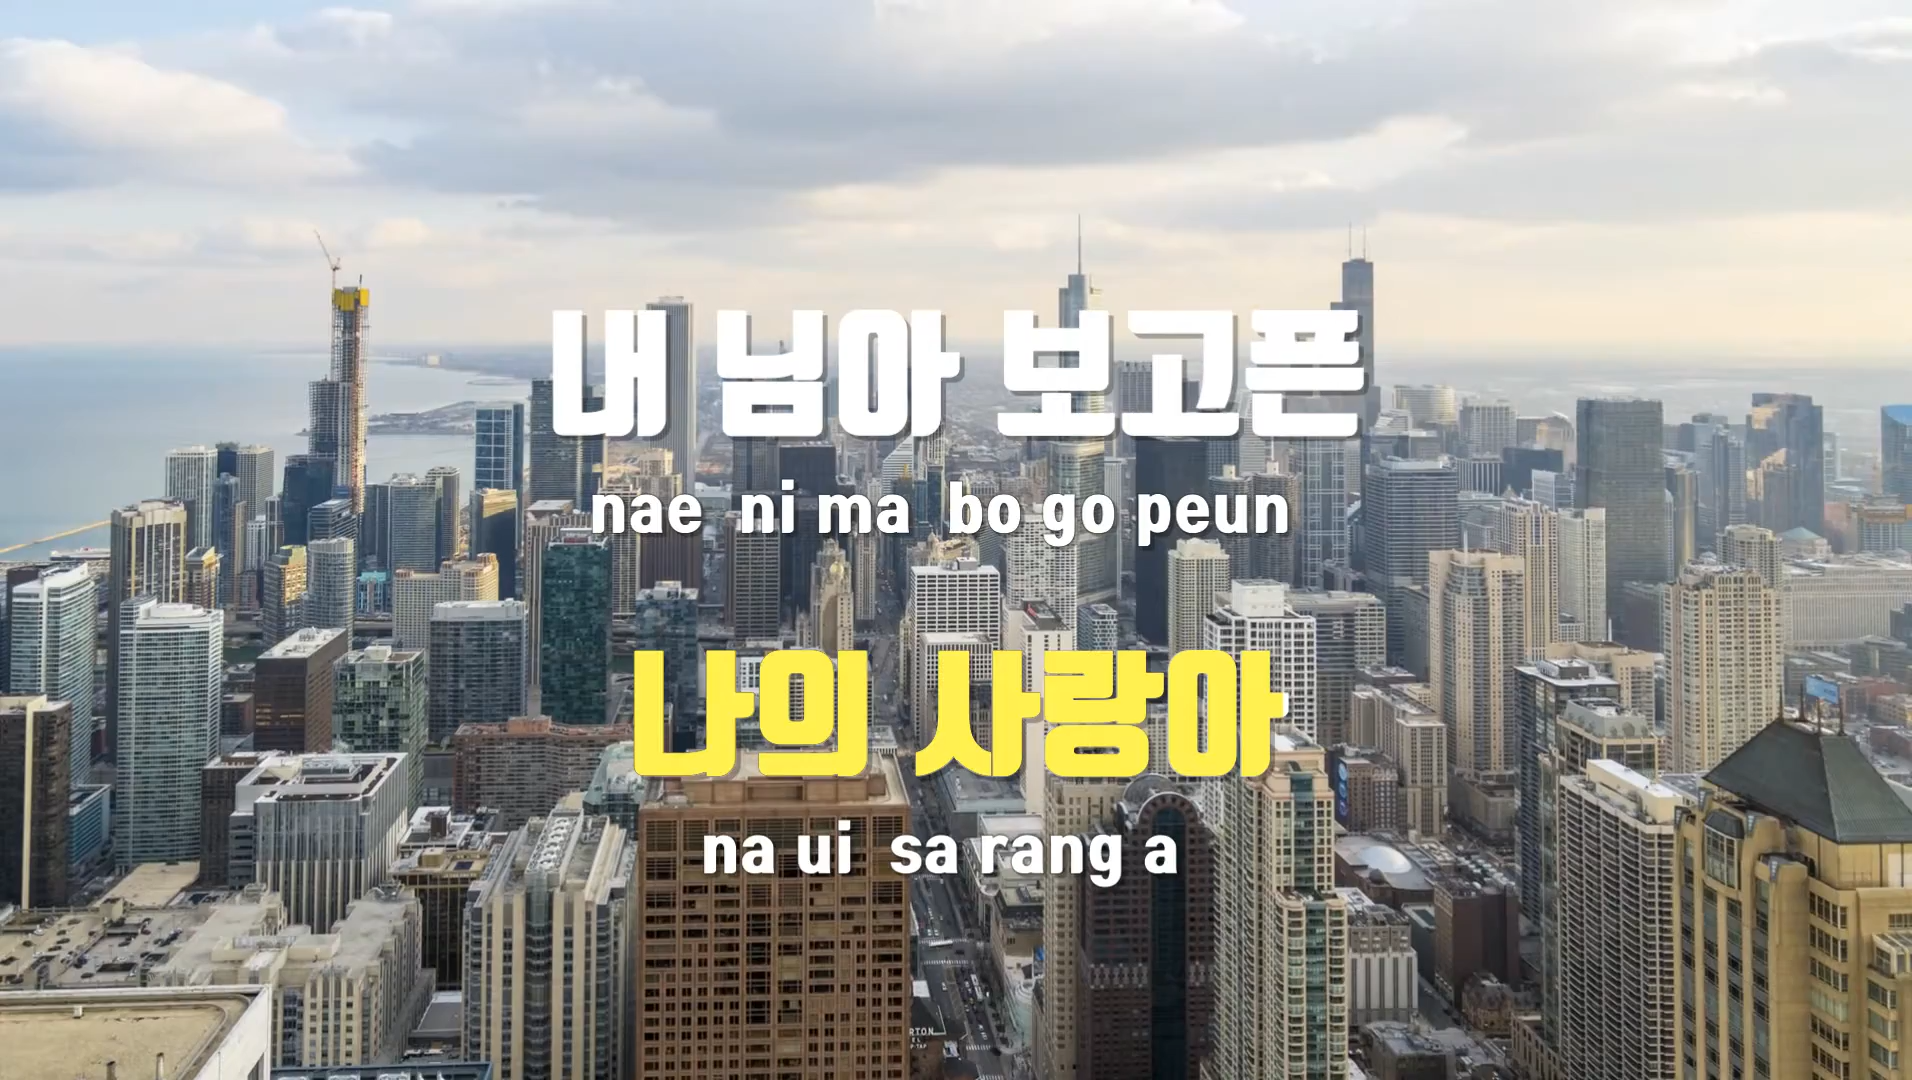 내 님아 보고픈
nae ni ma bo go peun
나의 사랑아
na ui sa rang a